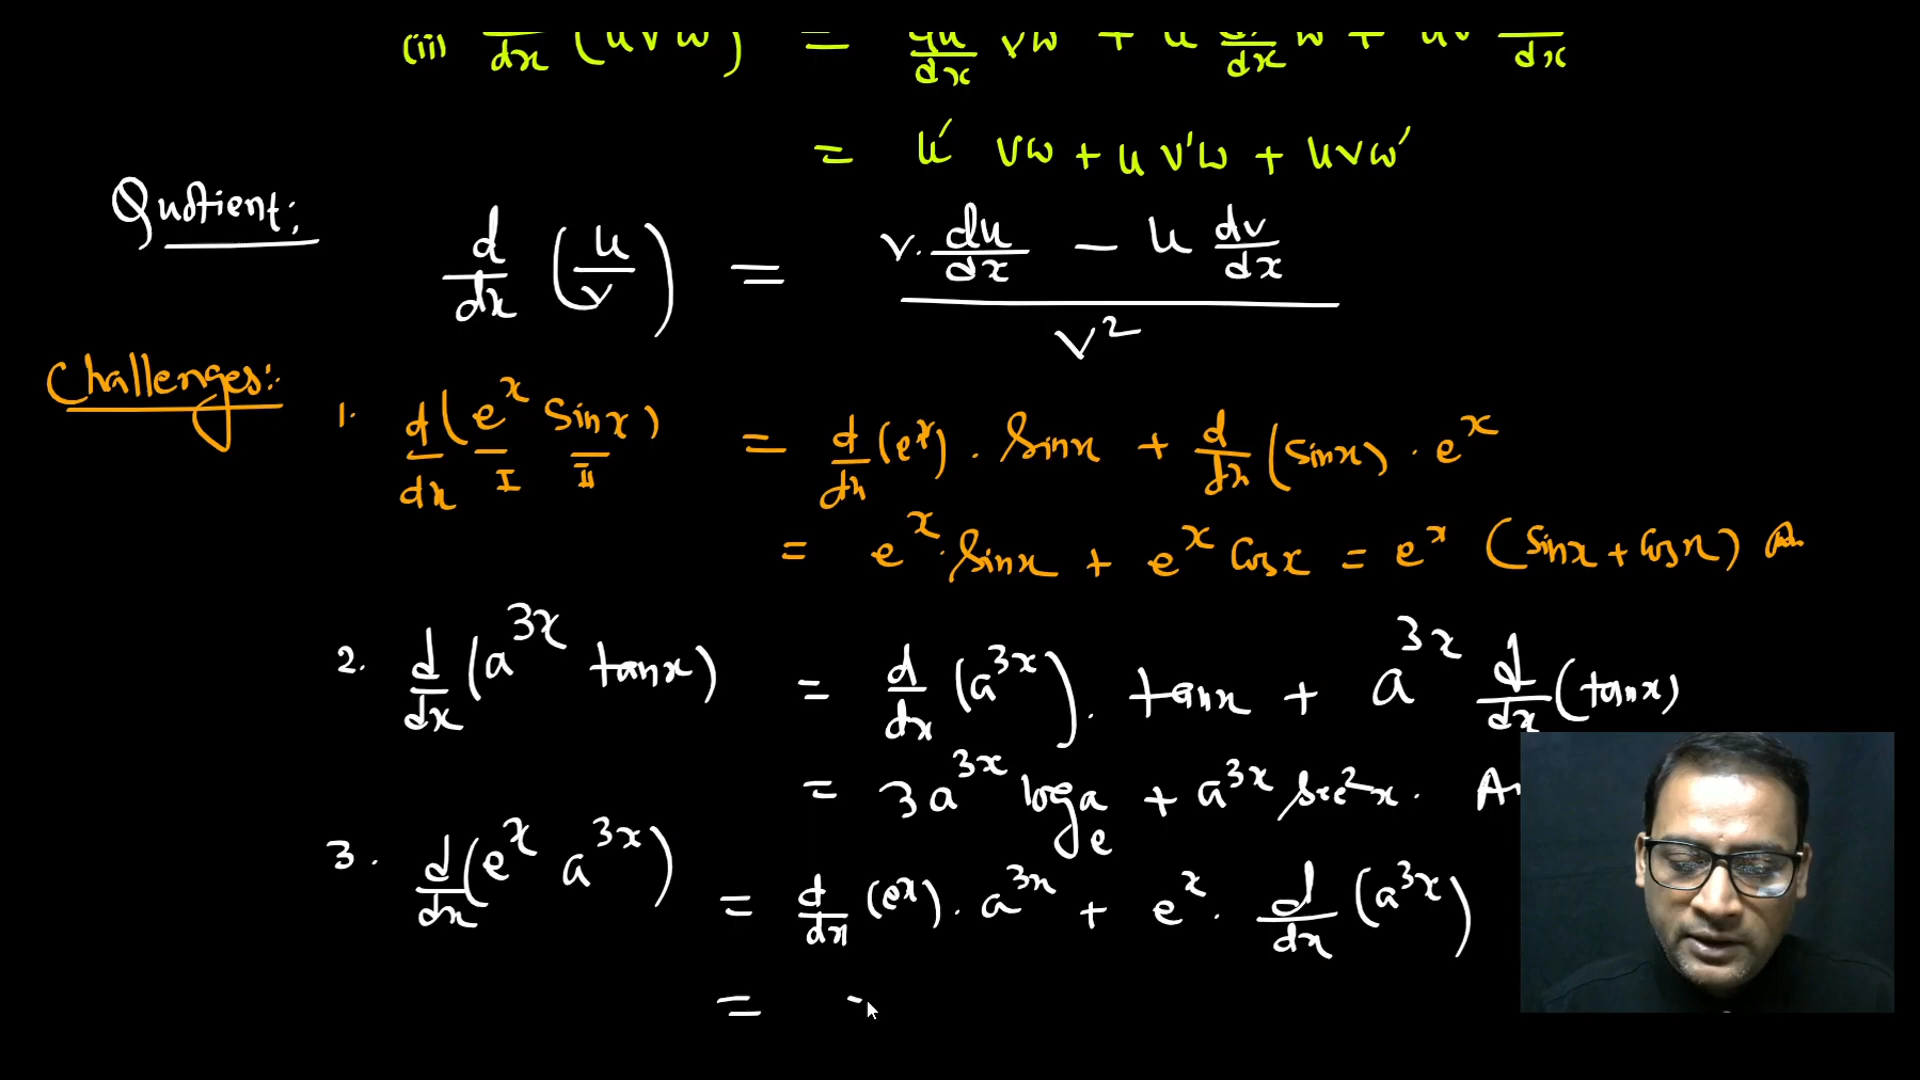 (iii) d/dx (uvw) = du/dx vw + u dv/dx w + uv dw/dx
= u' vw + u v'w + uvw'
Qutient:
d/dx (u/v) = (v. du/dx - u dv/dx) / v²
Challenges:-
1. d/dx (e^x Sinx) = d/dx (e^x) . Sinx + d/dx (Sinx) . e^x
I II
= e^x . Sinx + e^x Cosx = e^x (Sinx + Cosx)
2. d/dx (a^3x tanx) = d/dx (a^3x) . tanx + a^3x d/dx (tanx)
= 3a^3x log_e a + a^3x Sec²x.
3. d/dx (e^x a^3x) = d/dx (e^x) . a^3x + e^x . d/dx (a^3x)
=